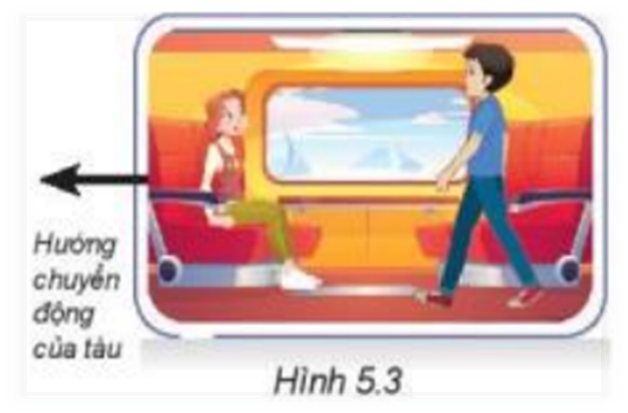 Hướng
chuyển
động
của tàu
Hình 5.3